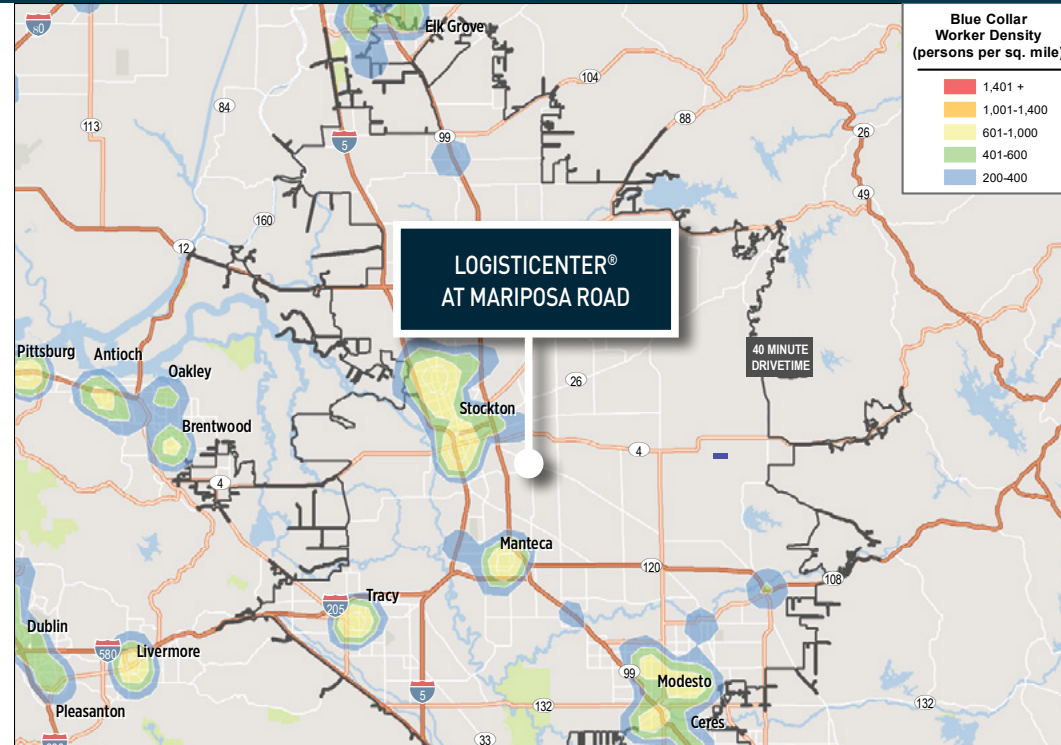 Blue Collar
Worker Density
(persons per sq. mile)
1,401 +
1,001-1,400
601-1,000
401-600
200-400
80
Elk Grove
104
84
113
5
99
88
26
49
160
12
LOGISTICENTER®
AT MARIPOSA ROAD
Pittsburg
Antioch
Oakley
40 MINUTE
DRIVETIME
26
Stockton
Brentwood
4
4
Manteca
120
108
Tracy
205
Dublin
580
Livermore
99
Modesto
5
Pleasanton
132
132
Ceres
33